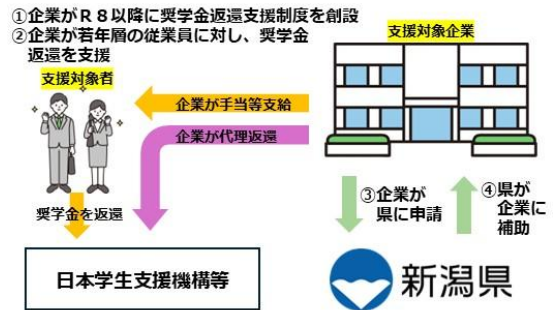 ①企業がＲ８以降に奨学金返還支援制度を創設
②企業が若年層の従業員に対し、奨学金
返還を支援
支援対象企業
支援対象者
企業が手当等支給
企業が代理返還
奨学金を返還
③企業が
県に申請
④県が
企業に
補助
日本学生支援機構等
新潟県